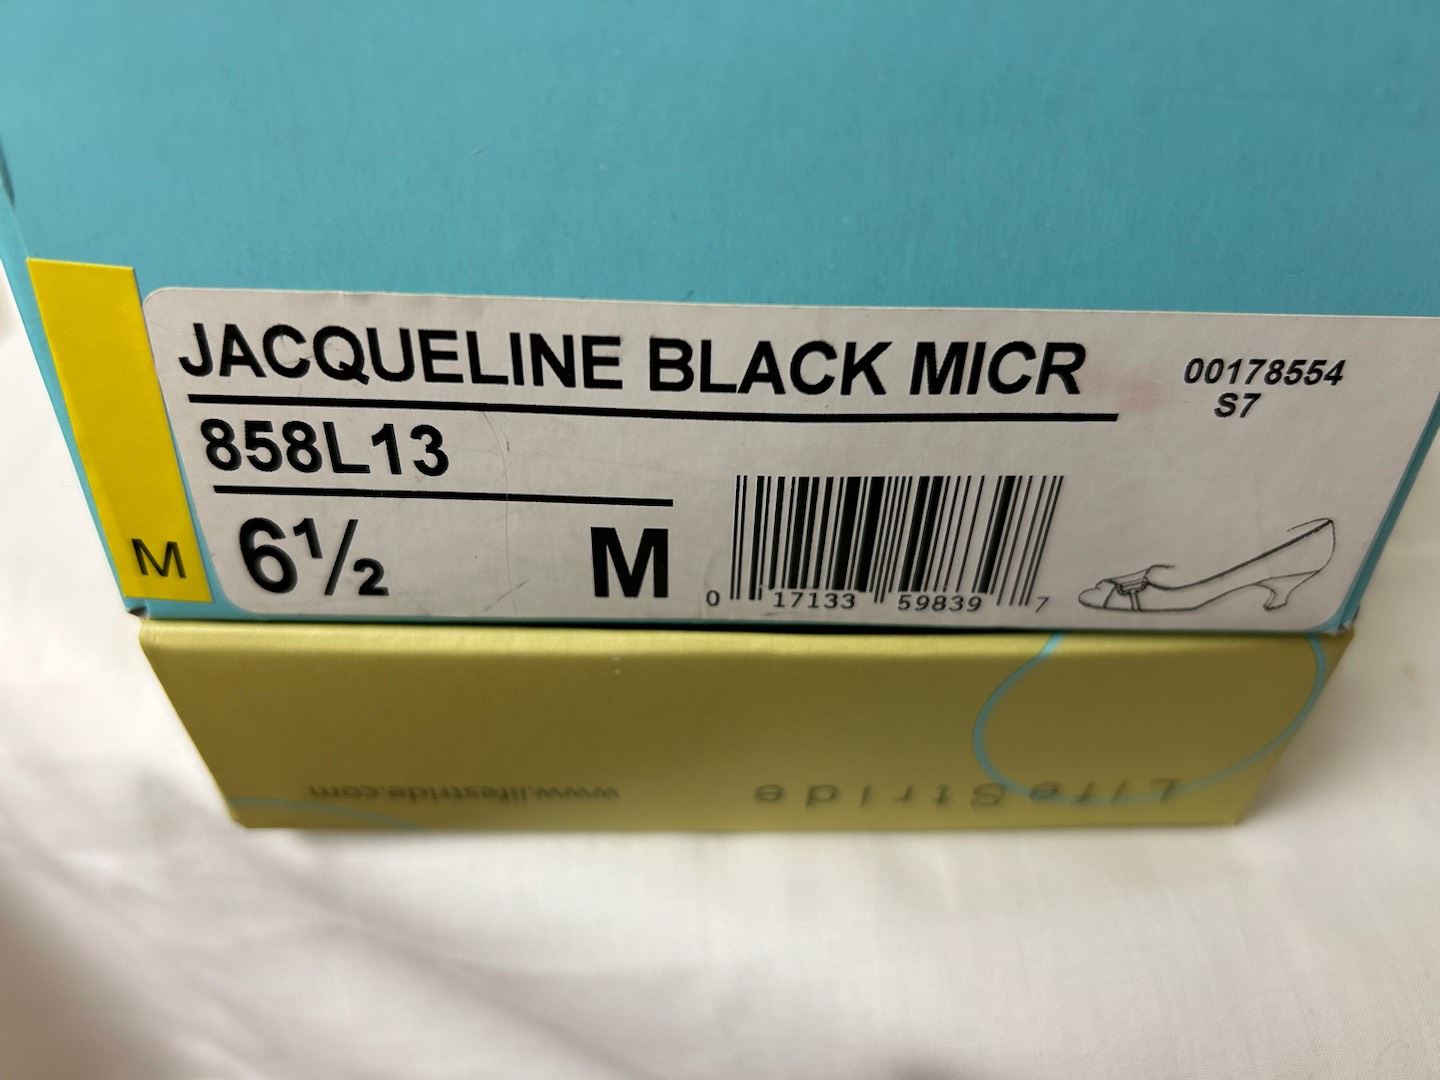 JACQUELINE BLACK MICR
00178554
S7
858L13
M
6½ M
0 17133 59839 7
LifeStride
www.lifestride.com